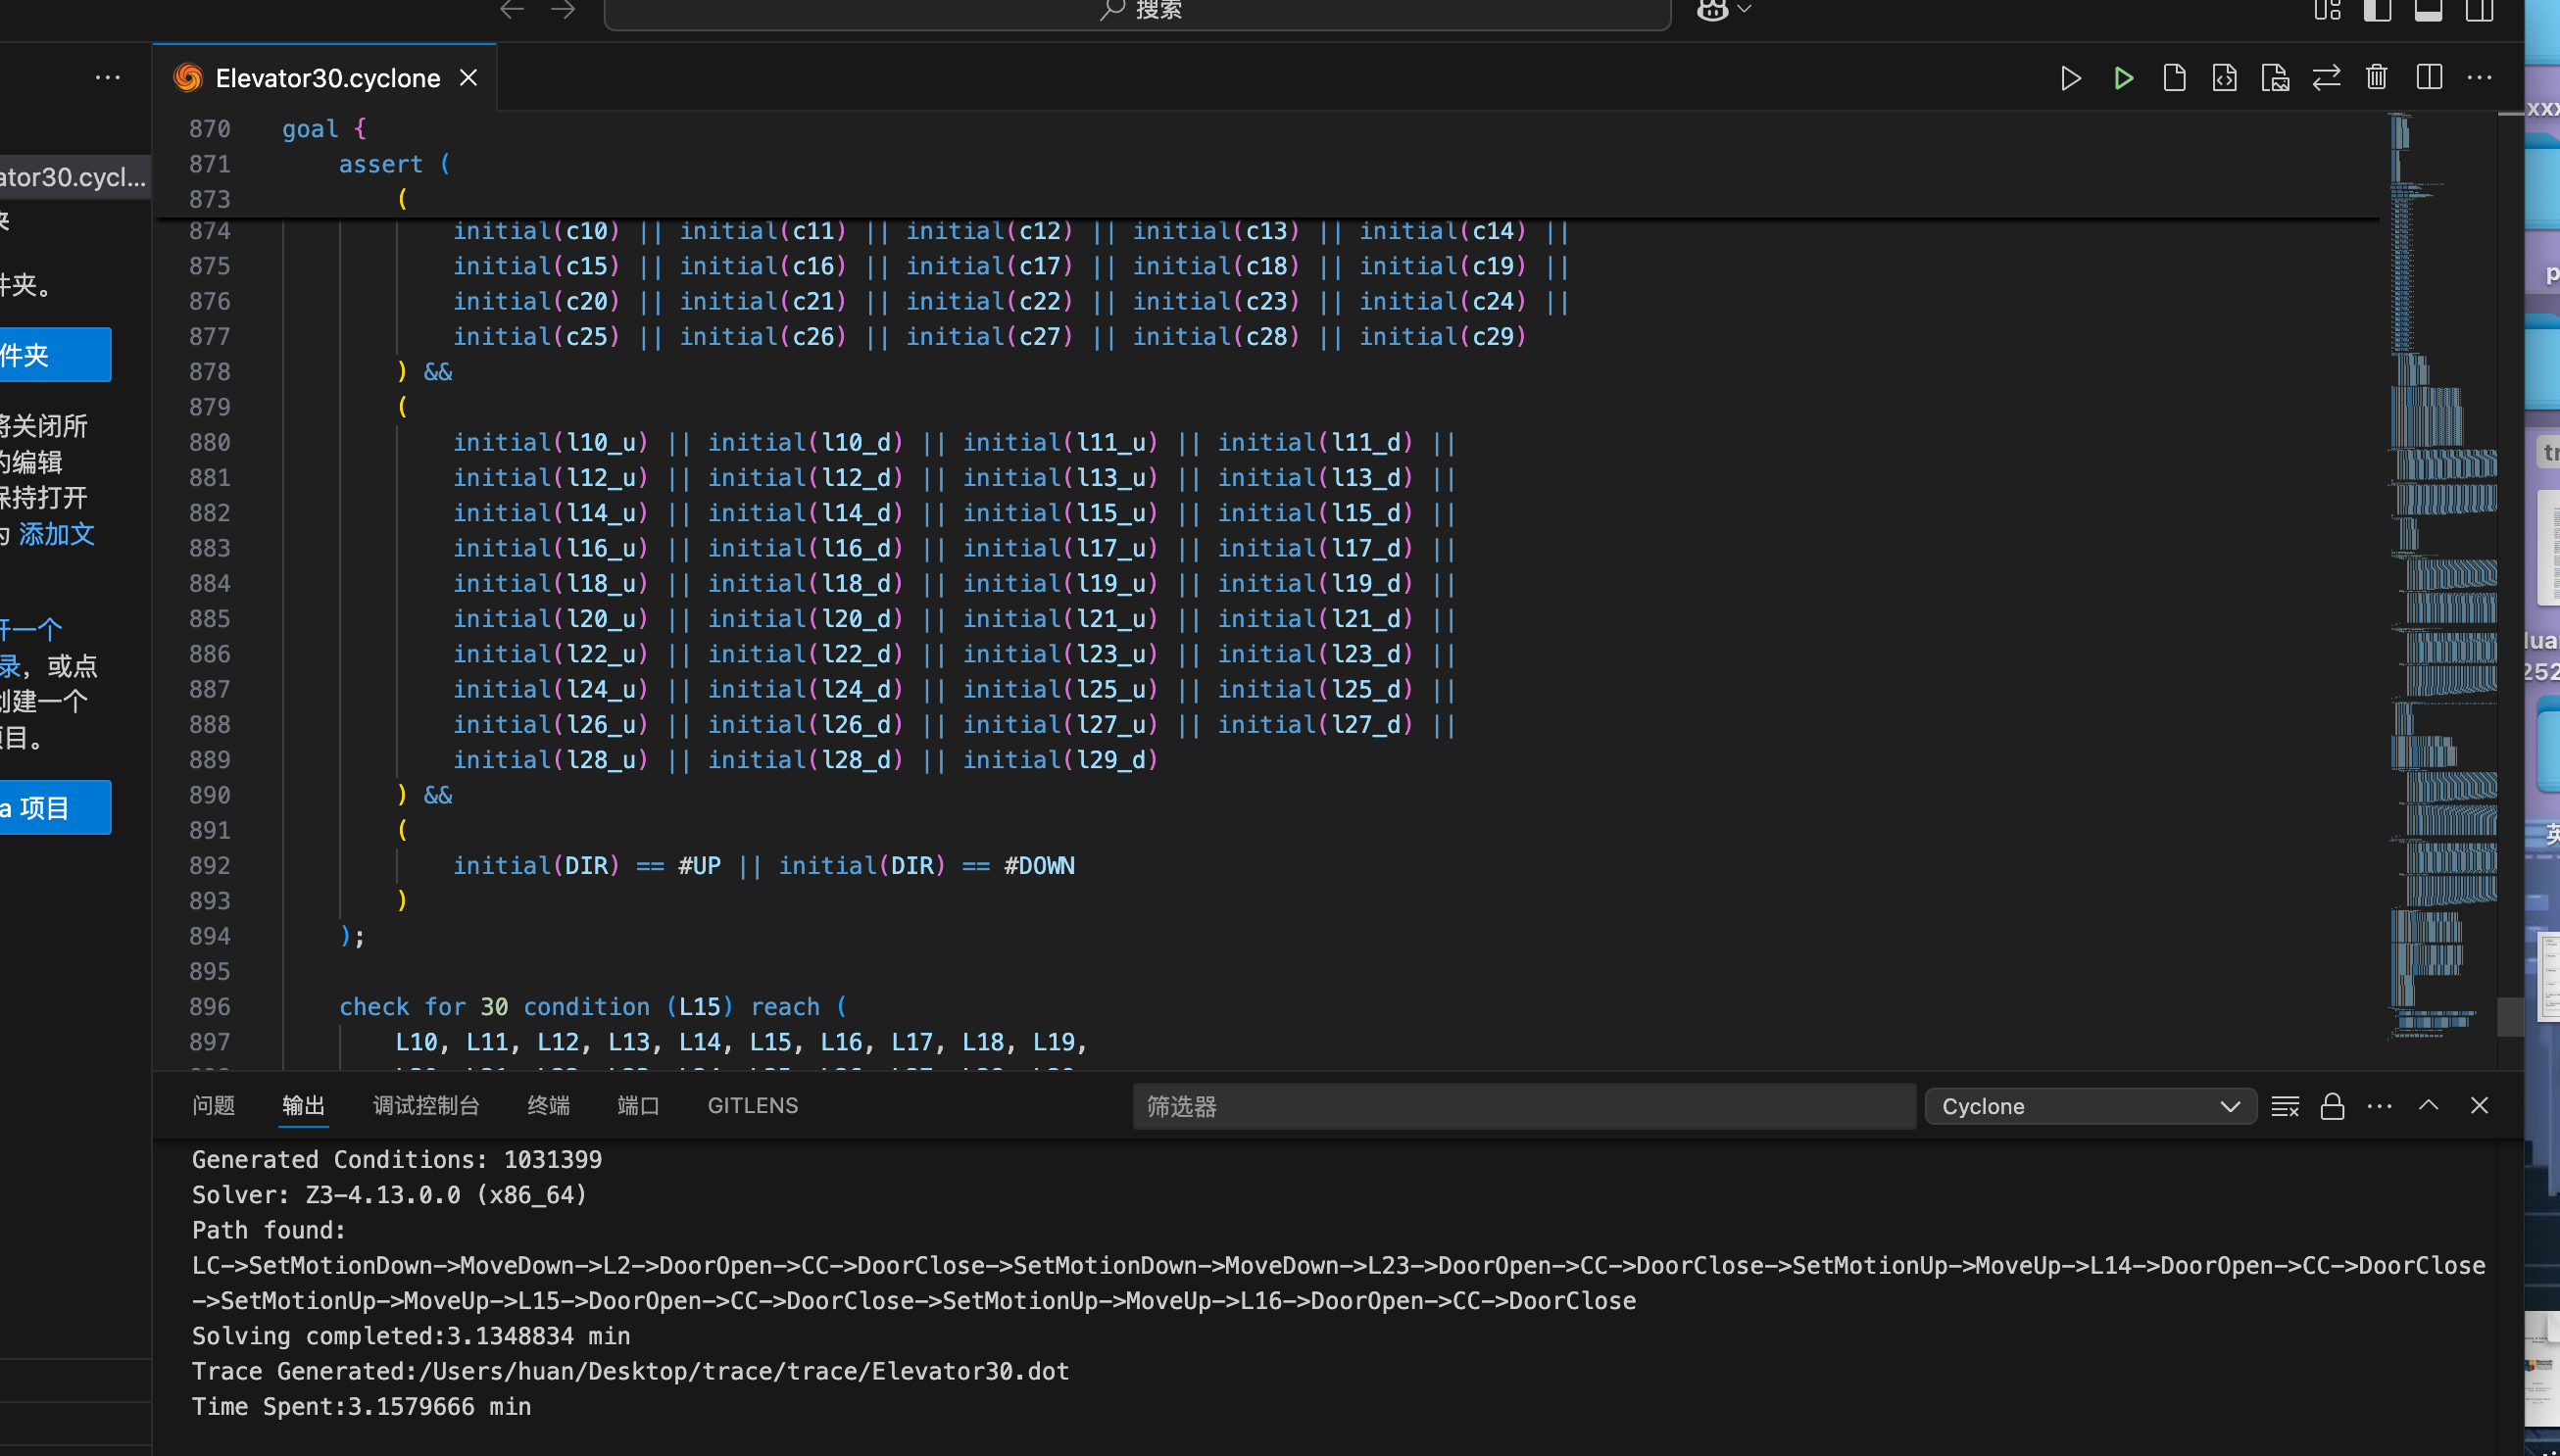 搜索
Elevator30.cyclone
870 goal {
871 assert (
873 (
874 initial(c10) || initial(c11) || initial(c12) || initial(c13) || initial(c14) ||
875 initial(c15) || initial(c16) || initial(c17) || initial(c18) || initial(c19) ||
876 initial(c20) || initial(c21) || initial(c22) || initial(c23) || initial(c24) ||
877 initial(c25) || initial(c26) || initial(c27) || initial(c28) || initial(c29)
878 ) &&
879 (
880 initial(l10_u) || initial(l10_d) || initial(l11_u) || initial(l11_d) ||
881 initial(l12_u) || initial(l12_d) || initial(l13_u) || initial(l13_d) ||
882 initial(l14_u) || initial(l14_d) || initial(l15_u) || initial(l15_d) ||
883 initial(l16_u) || initial(l16_d) || initial(l17_u) || initial(l17_d) ||
884 initial(l18_u) || initial(l18_d) || initial(l19_u) || initial(l19_d) ||
885 initial(l20_u) || initial(l20_d) || initial(l21_u) || initial(l21_d) ||
886 initial(l22_u) || initial(l22_d) || initial(l23_u) || initial(l23_d) ||
887 initial(l24_u) || initial(l24_d) || initial(l25_u) || initial(l25_d) ||
888 initial(l26_u) || initial(l26_d) || initial(l27_u) || initial(l27_d) ||
889 initial(l28_u) || initial(l28_d) || initial(l29_d)
890 ) &&
891 (
892 initial(DIR) == #UP || initial(DIR) == #DOWN
893 )
894 );
895
896 check for 30 condition (L15) reach (
897 L10, L11, L12, L13, L14, L15, L16, L17, L18, L19,
ator30.cycl...
件夹。
件夹
将关闭所
的编辑
保持打开
添加文
开一个
录，或点
创建一个
项目。
a 项目
问题 输出 调试控制台 终端 端口 GITLENS 筛选器 Cyclone
Generated Conditions: 1031399
Solver: Z3-4.13.0.0 (x86_64)
Path found:
LC->SetMotionDown->MoveDown->L2->DoorOpen->CC->DoorClose->SetMotionDown->MoveDown->L23->DoorOpen->CC->DoorClose->SetMotionUp->MoveUp->L14->DoorOpen->CC->DoorClose
->SetMotionUp->MoveUp->L15->DoorOpen->CC->DoorClose->SetMotionUp->MoveUp->L16->DoorOpen->CC->DoorClose
Solving completed:3.1348834 min
Trace Generated:/Users/huan/Desktop/trace/trace/Elevator30.dot
Time Spent:3.1579666 min
xxx
tr
252